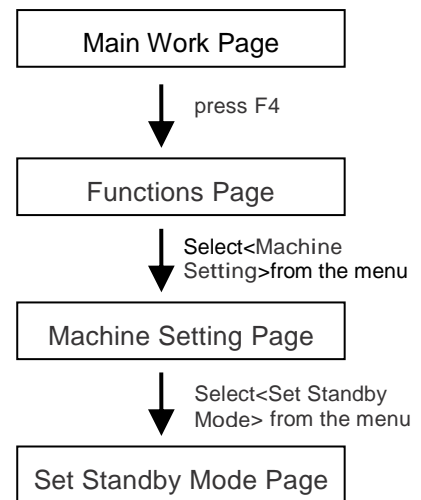 Main Work Page
press F4
Functions Page
Select<Machine
Setting>from the menu
Machine Setting Page
Select<Set Standby
Mode> from the menu
Set Standby Mode Page